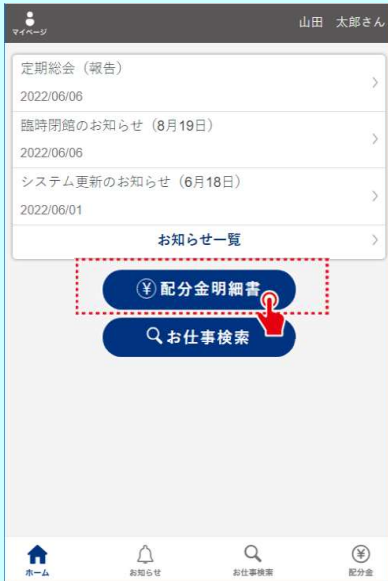 マイページ
山田 太郎さん
定期総会（報告）
2022/06/06
臨時閉館のお知らせ（8月19日）
2022/06/06
システム更新のお知らせ（6月18日）
2022/06/01
お知らせ一覧
配分金明細書
お仕事検索
ホーム
お知らせ
お仕事検索
配分金